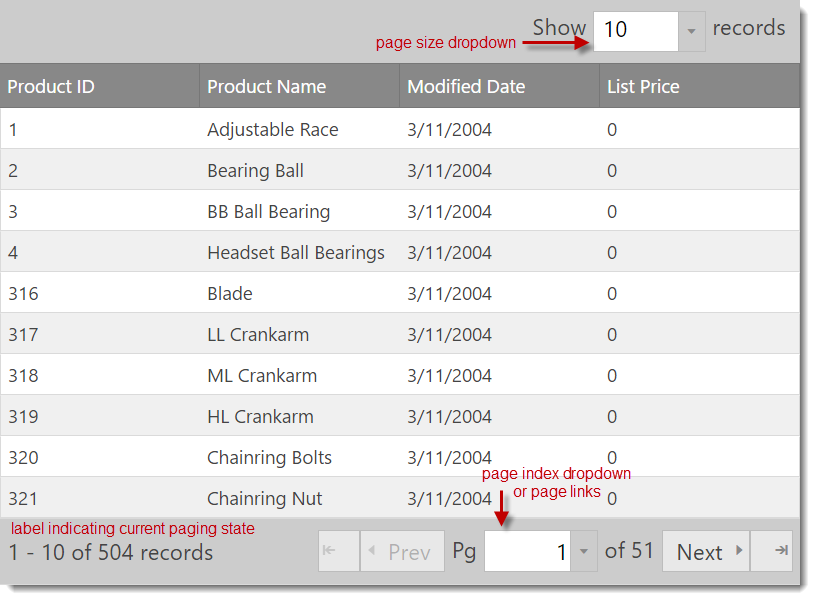 page size dropdown Show 10 records
Product ID Product Name Modified Date List Price
1 Adjustable Race 3/11/2004 0
2 Bearing Ball 3/11/2004 0
3 BB Ball Bearing 3/11/2004 0
4 Headset Ball Bearings 3/11/2004 0
316 Blade 3/11/2004 0
317 LL Crankarm 3/11/2004 0
318 ML Crankarm 3/11/2004 0
319 HL Crankarm 3/11/2004 0
320 Chainring Bolts 3/11/2004 0
page index dropdown
or page links
321 Chainring Nut 3/11/2004 0
label indicating current paging state
1 - 10 of 504 records Prev Pg 1 of 51 Next